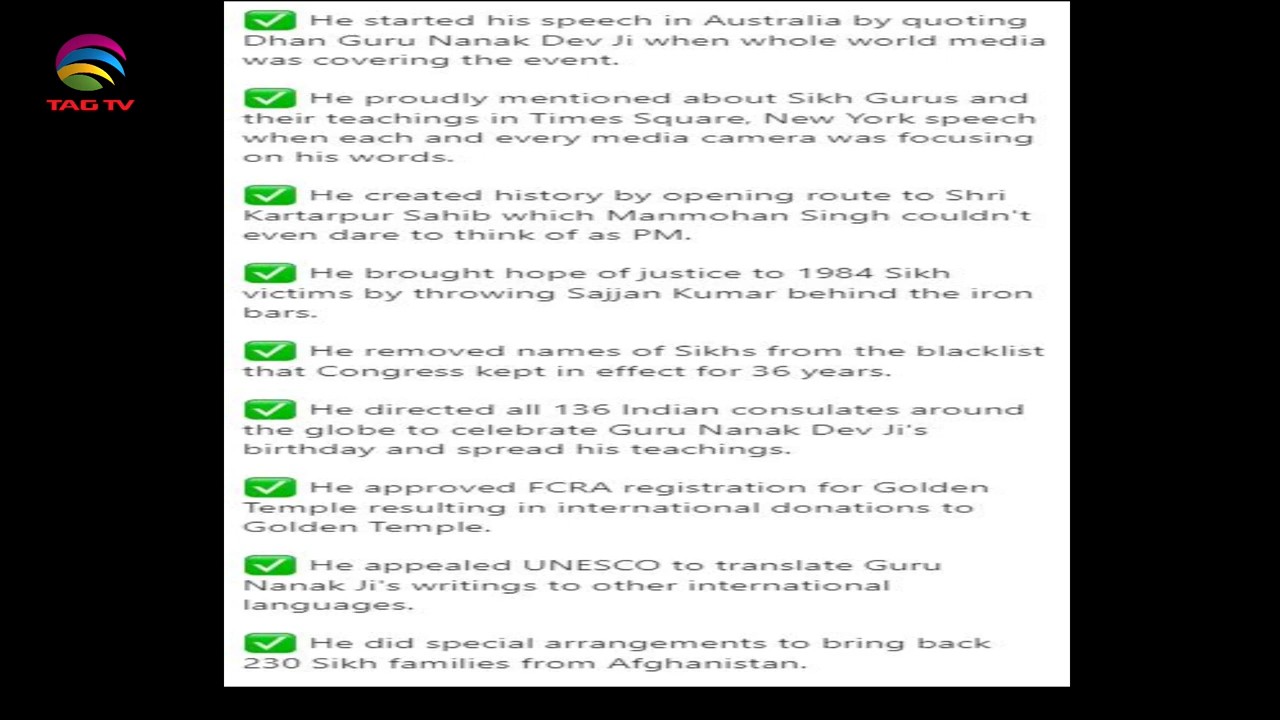 TAG TV
✅ He started his speech in Australia by quoting
Dhan Guru Nanak Dev Ji when whole world media
was covering the event.
✅ He proudly mentioned about Sikh Gurus and
their teachings in Times Square, New York speech
when each and every media camera was focusing
on his words.
✅ He created history by opening route to Shri
Kartarpur Sahib which Manmohan Singh couldn't
even dare to think of as PM.
✅ He brought hope of justice to 1984 Sikh
victims by throwing Sajjan Kumar behind the iron
bars.
✅ He removed names of Sikhs from the blacklist
that Congress kept in effect for 36 years.
✅ He directed all 136 Indian consulates around
the globe to celebrate Guru Nanak Dev Ji's
birthday and spread his teachings.
✅ He approved FCRA registration for Golden
Temple resulting in international donations to
Golden Temple.
✅ He appealed UNESCO to translate Guru
Nanak Ji's writings to other international
languages.
✅ He did special arrangements to bring back
230 Sikh families from Afghanistan.